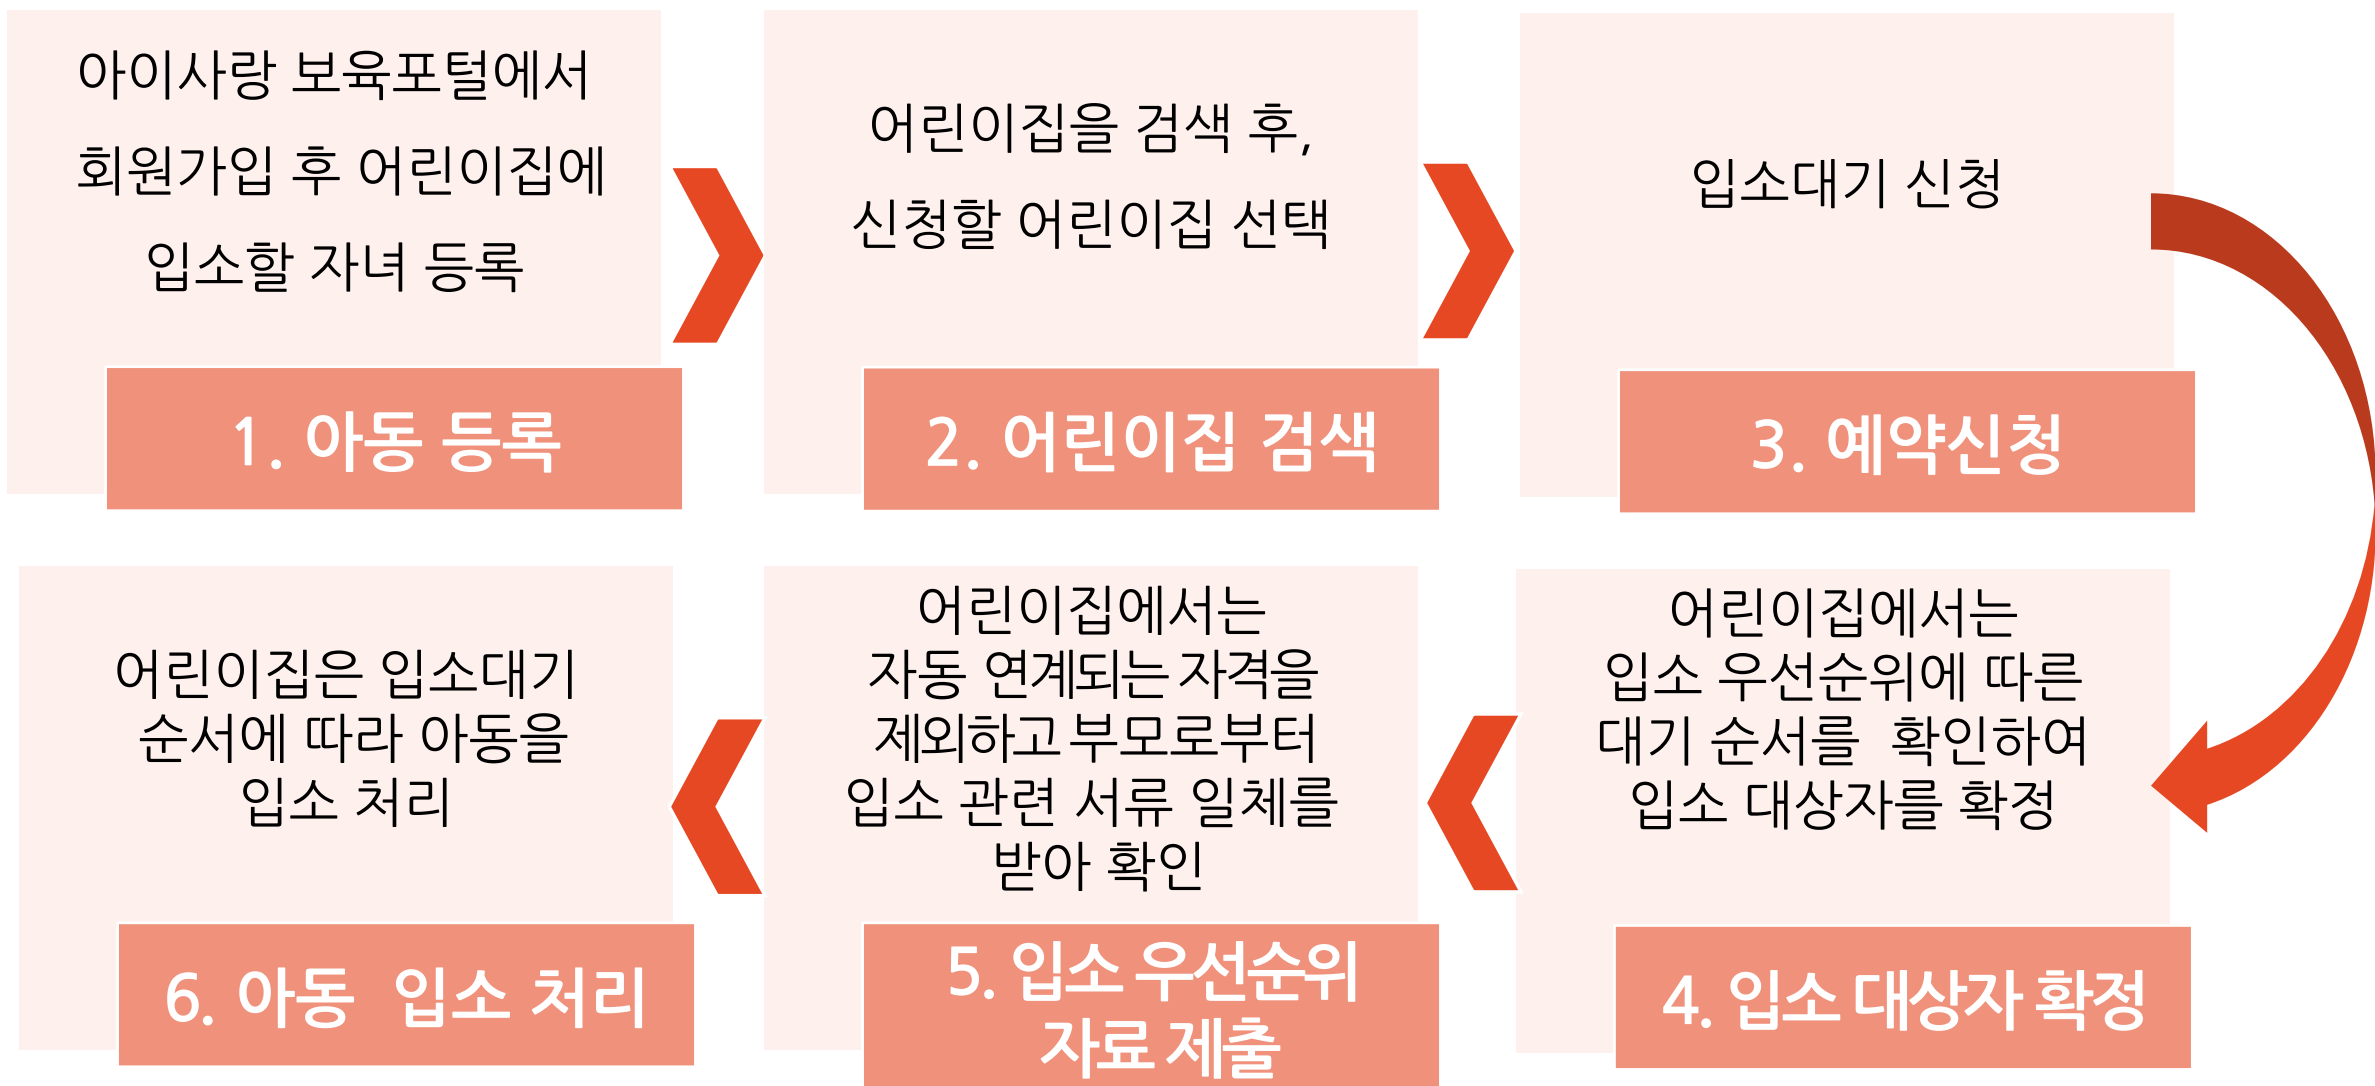 아이사랑 보육포털에서
회원가입 후 어린이집에
입소할 자녀 등록
1. 아동 등록
어린이집을 검색 후,
신청할 어린이집 선택
2. 어린이집 검색
입소대기 신청
3. 예약신청
어린이집에서는
입소 우선순위에 따른
대기 순서를 확인하여
입소 대상자를 확정
4. 입소 대상자 확정
어린이집에서는
자동 연계되는 자격을
제외하고 부모로부터
입소 관련 서류 일체를
받아 확인
5. 입소 우선순위
자료 제출
어린이집은 입소대기
순서에 따라 아동을
입소 처리
6. 아동 입소 처리